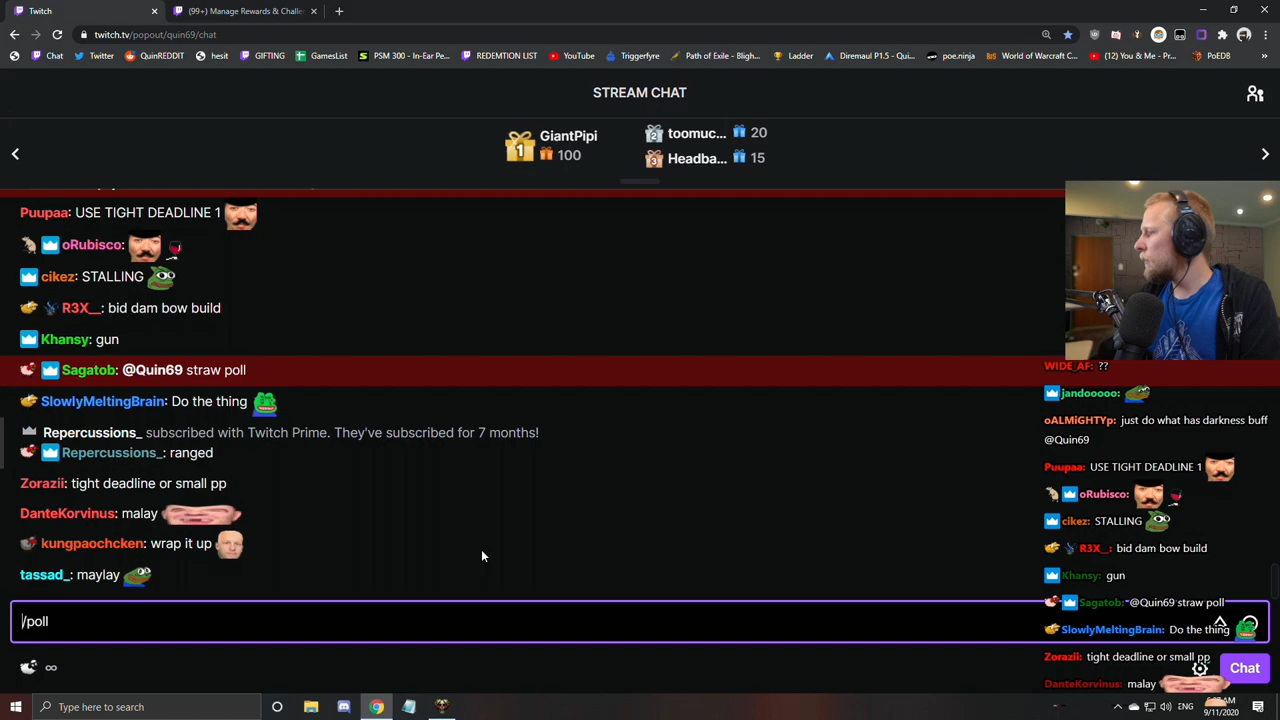 Twitch
(99+) Manage Rewards & Challe
twitch.tv/popout/quin69/chat
Chat
Twitter
QuinREDDIT
hesit
GIFTING
GamesList
PSM 300 - In-Ear Pe...
REDEMTION LIST
YouTube
Triggerfyre
Path of Exile - Bligh...
Ladder
Diremaul P1.5 - Qui...
poe.ninja
World of Warcraft C...
(12) You & Me - Pr...
PoEDB
STREAM CHAT
1 GiantPipi
100
2 toomuc... 20
3 Headba... 15
Puupaa: USE TIGHT DEADLINE 1
oRubisco:
cikez: STALLING
R3X__: bid dam bow build
Khansy: gun
Sagatob: @Quin69 straw poll
SlowlyMeltingBrain: Do the thing
Repercussions_ subscribed with Twitch Prime. They've subscribed for 7 months!
Repercussions_: ranged
Zorazii: tight deadline or small pp
DanteKorvinus: malay
kungpaochcken: wrap it up
tassad_: maylay
/poll
Chat
WIDE_AF: ??
jandooooo:
oALMiGHTYp: just do what has darkness buff
@Quin69
Puupaa: USE TIGHT DEADLINE 1
oRubisco:
cikez: STALLING
R3X__: bid dam bow build
Khansy: gun
Sagatob: @Quin69 straw poll
SlowlyMeltingBrain: Do the thing
Zorazii: tight deadline or small pp
DanteKorvinus: malay
Type here to search
ENG
9/11/2020